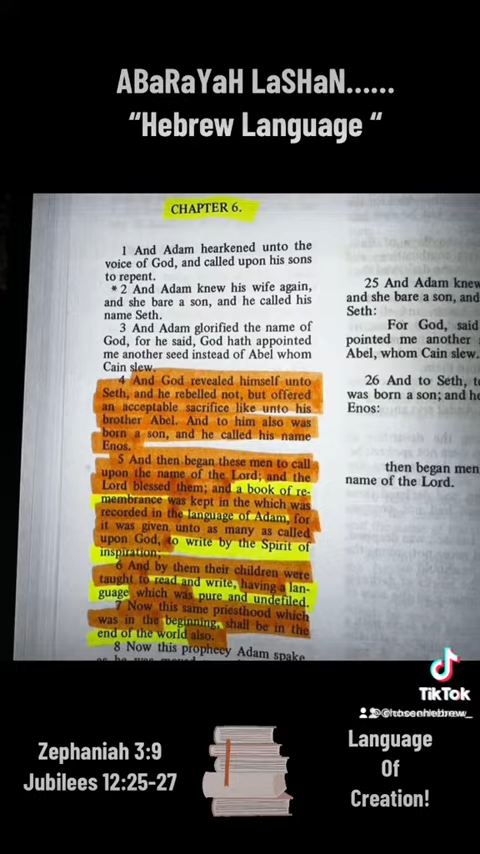 ABaRaYaH LaSHaN......
“Hebrew Language “
CHAPTER 6.
1 And Adam hearkened unto the
voice of God, and called upon his sons
to repent.
*2 And Adam knew his wife again,
and she bare a son, and he called his
name Seth.
3 And Adam glorified the name of
God, for he said, God hath appointed
me another seed instead of Abel whom
Cain slew.
4 And God revealed himself unto
Seth, and he rebelled not, but offered
an acceptable sacrifice like unto his
brother Abel. And to him also was
born a son, and he called his name
Enos.
5 And then began these men to call
upon the name of the Lord; and the
Lord blessed them; and a book of re-
membrance was kept in the which was
recorded in the language of Adam, for
it was given unto as many as called
upon God, to write by the Spirit of
inspiration;
6 And by them their children were
taught to read and write, having a lan-
guage which was pure and undefiled.
7 Now this same priesthood which
was in the beginning, shall be in the
end of the world also.
8 Now this prophecy Adam spake
25 And Adam knew
and she bare a son, and
Seth:
For God, said
pointed me another
Abel, whom Cain slew.
26 And to Seth, t
was born a son; and he
Enos:
then began men
name of the Lord.
TikTok
Zephaniah 3:9
Jubilees 12:25-27
Language
Of
Creation!